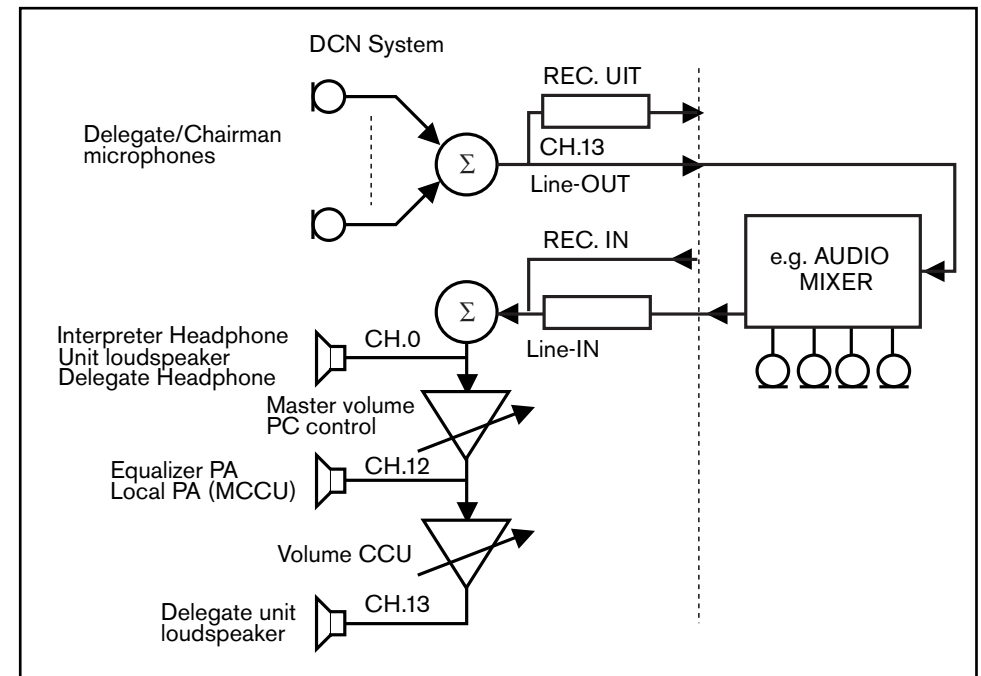 DCN System
REC. UIT
Delegate/Chairman
microphones
Σ
CH.13
Line-OUT
REC. IN
e.g. AUDIO
MIXER
Σ
Line-IN
Interpreter Headphone
Unit loudspeaker
Delegate Headphone
CH.0
Master volume
PC control
Equalizer PA
Local PA (MCCU)
CH.12
Volume CCU
CH.13
Delegate unit
loudspeaker